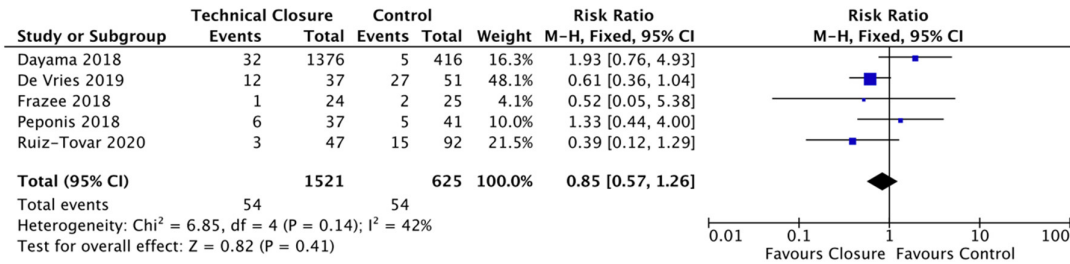 Technical Closure Control Risk Ratio Risk Ratio
Study or Subgroup Events Total Events Total Weight M-H, Fixed, 95% CI M-H, Fixed, 95% CI
Dayama 2018 32 1376 5 416 16.3% 1.93 [0.76, 4.93]
De Vries 2019 12 37 27 51 48.1% 0.61 [0.36, 1.04]
Frazee 2018 1 24 2 25 4.1% 0.52 [0.05, 5.38]
Peponis 2018 6 37 5 41 10.0% 1.33 [0.44, 4.00]
Ruiz-Tovar 2020 3 47 15 92 21.5% 0.39 [0.12, 1.29]
Total (95% CI) 1521 625 100.0% 0.85 [0.57, 1.26]
Total events 54 54
Heterogeneity: Chi² = 6.85, df = 4 (P = 0.14); I² = 42%
Test for overall effect: Z = 0.82 (P = 0.41)
0.01 0.1 1 10 100
Favours Closure Favours Control